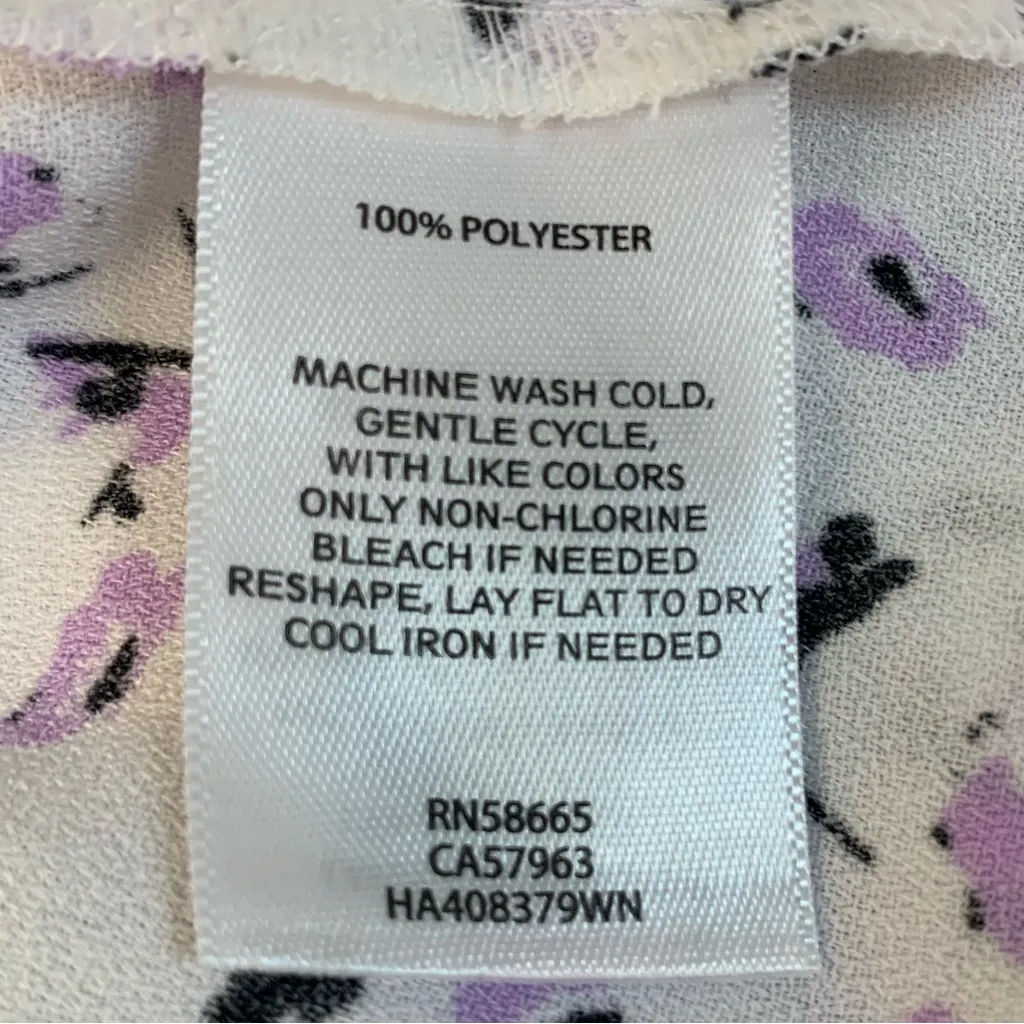 100% POLYESTER
MACHINE WASH COLD,
GENTLE CYCLE,
WITH LIKE COLORS
ONLY NON-CHLORINE
BLEACH IF NEEDED
RESHAPE, LAY FLAT TO DRY
COOL IRON IF NEEDED
RN58665
CA57963
HA408379WN